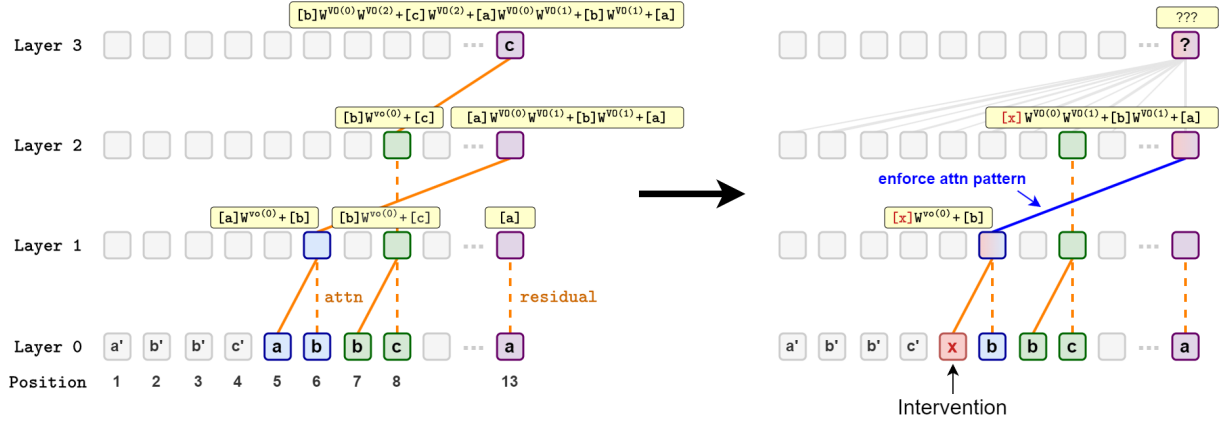 [b]W^VO(0)W^VO(2)+[c]W^VO(2)+[a]W^VO(0)W^VO(1)+[b]W^VO(1)+[a]
???
Layer 3
...
c
...
?
[b]W^vo(0)+[c]
[a]W^VO(0)W^VO(1)+[b]W^VO(1)+[a]
[x]W^VO(0)W^VO(1)+[b]W^VO(1)+[a]
Layer 2
...
...
enforce attn pattern
[a]W^vo(0)+[b]
[b]W^vo(0)+[c]
[a]
[x]W^vo(0)+[b]
Layer 1
...
...
attn
residual
Layer 0
a' b' b' c' a b b c ... a
a' b' b' c' x b b c ... a
Position 1 2 3 4 5 6 7 8 13
Intervention